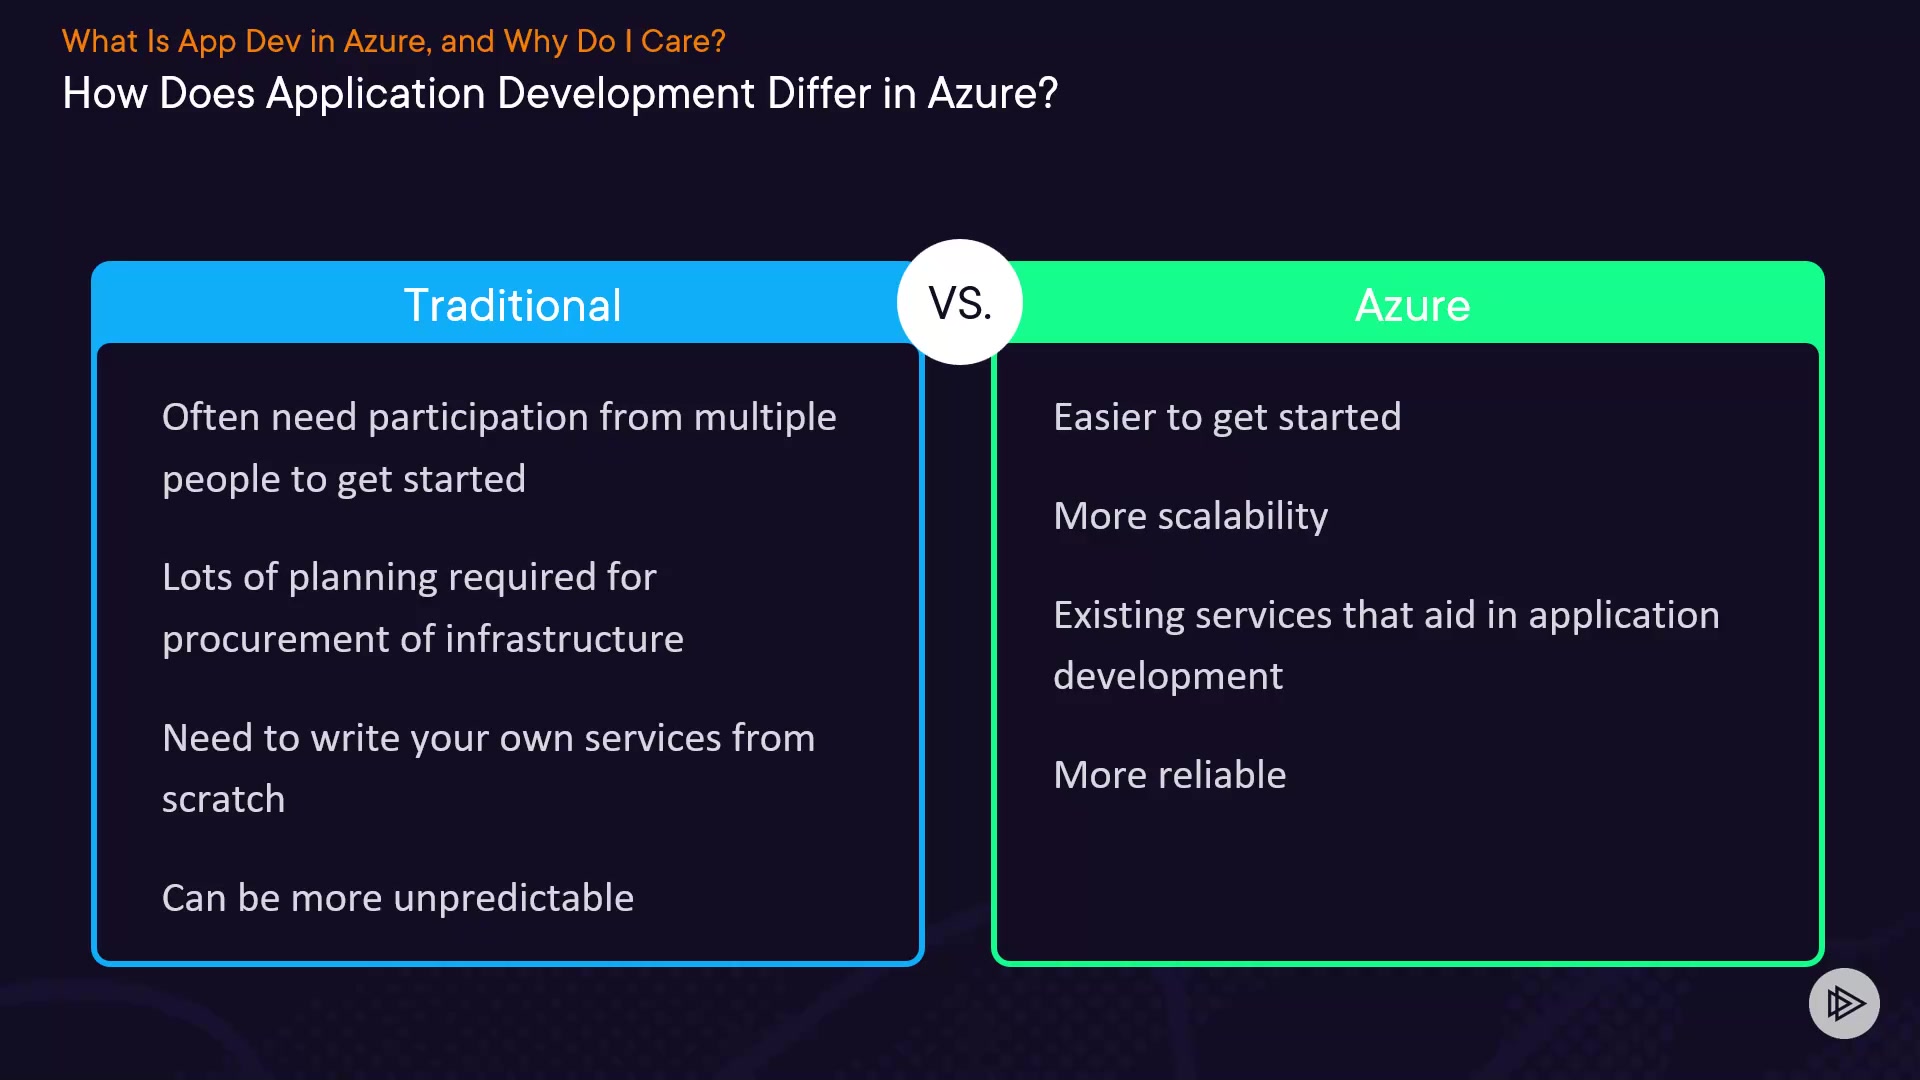 What Is App Dev in Azure, and Why Do I Care?
How Does Application Development Differ in Azure?
Traditional
VS.
Azure
Often need participation from multiple
people to get started
Lots of planning required for
procurement of infrastructure
Need to write your own services from
scratch
Can be more unpredictable
Easier to get started
More scalability
Existing services that aid in application
development
More reliable